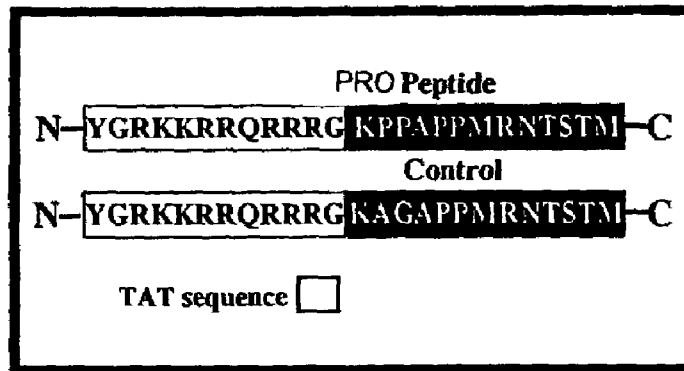 PRO Peptide
N-YGRKKRRQRRRGKPPAPPMRNTSTM-C
Control
N-YGRKKRRQRRRGKAGAPPMRNTSTM-C
TAT sequence